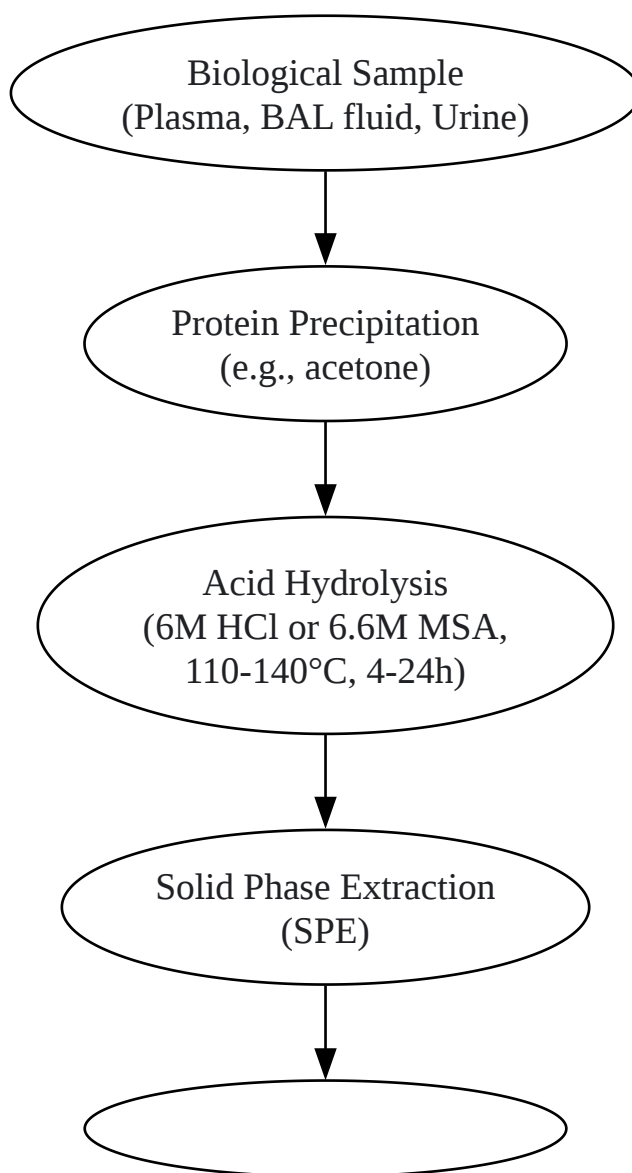 Biological Sample
(Plasma, BAL fluid, Urine)
Protein Precipitation
(e.g., acetone)
Acid Hydrolysis
(6M HCl or 6.6M MSA,
110-140°C, 4-24h)
Solid Phase Extraction
(SPE)